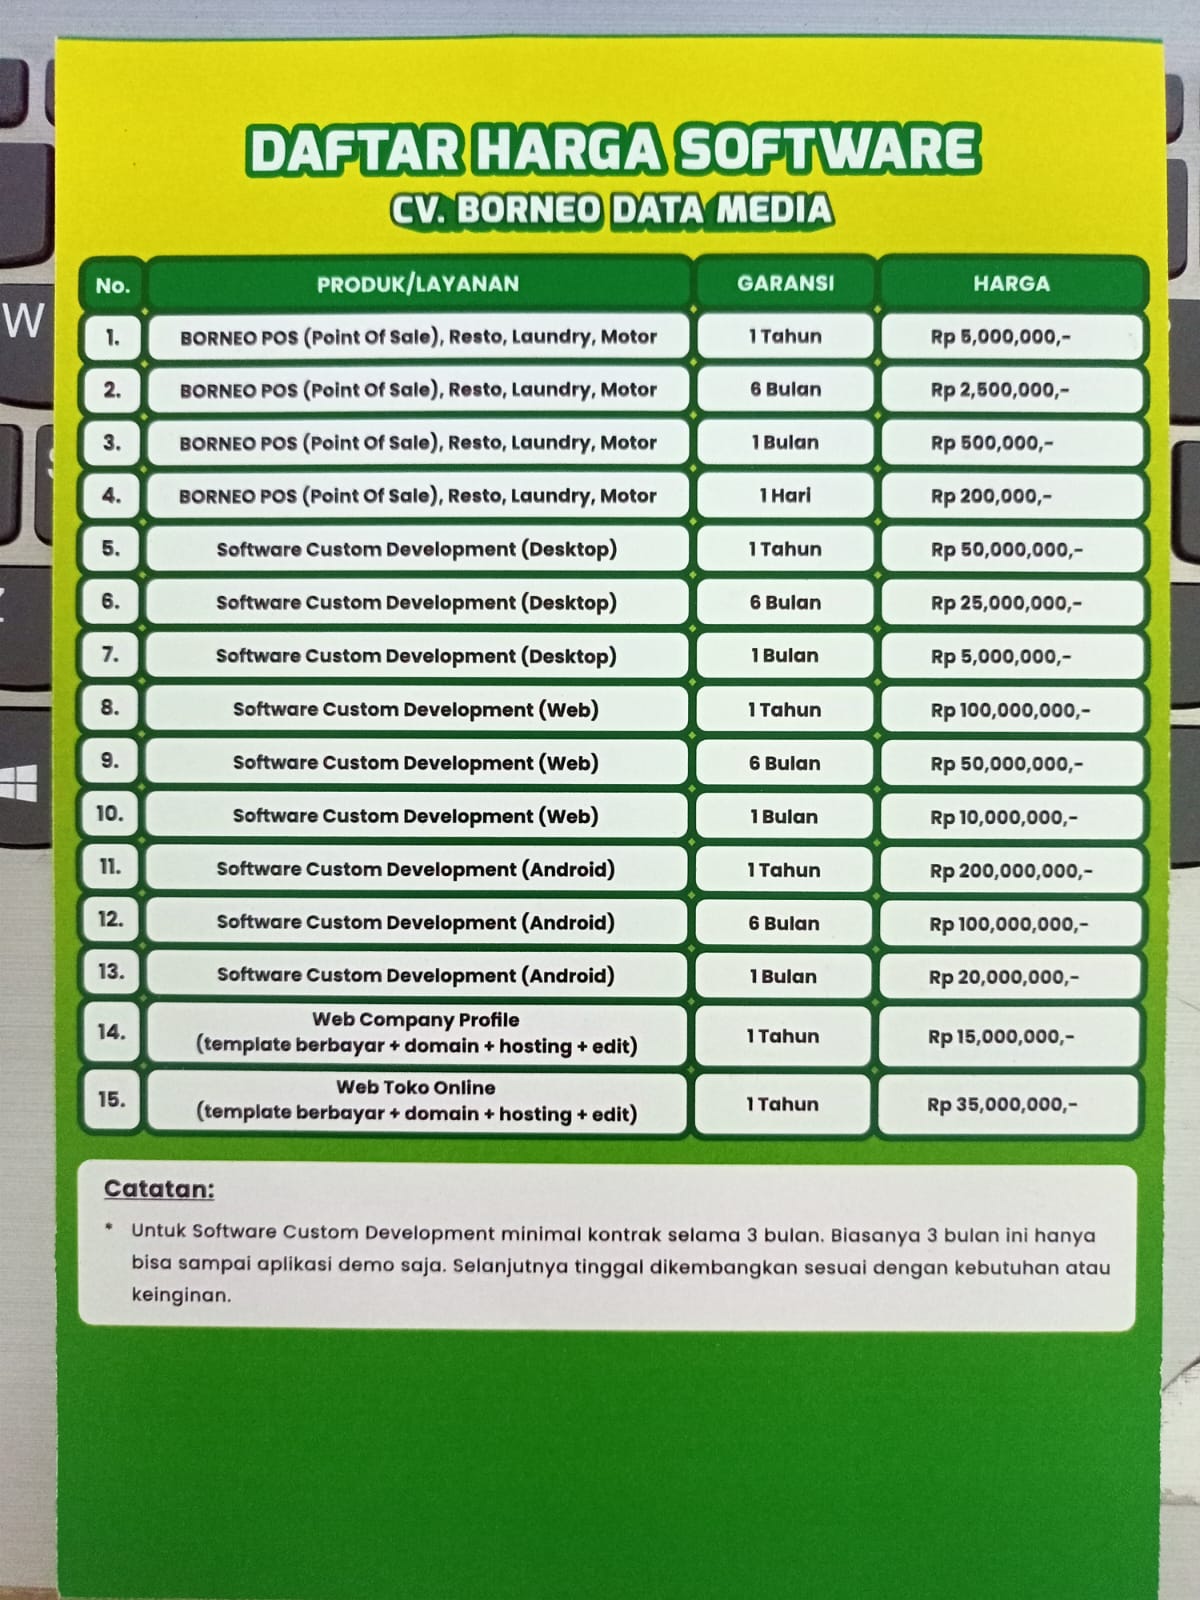 DAFTAR HARGA SOFTWARE
CV. BORNEO DATA MEDIA
No. PRODUK/LAYANAN GARANSI HARGA
1. BORNEO POS (Point Of Sale), Resto, Laundry, Motor 1 Tahun Rp 5,000,000,-
2. BORNEO POS (Point Of Sale), Resto, Laundry, Motor 6 Bulan Rp 2,500,000,-
3. BORNEO POS (Point Of Sale), Resto, Laundry, Motor 1 Bulan Rp 500,000,-
4. BORNEO POS (Point Of Sale), Resto, Laundry, Motor 1 Hari Rp 200,000,-
5. Software Custom Development (Desktop) 1 Tahun Rp 50,000,000,-
6. Software Custom Development (Desktop) 6 Bulan Rp 25,000,000,-
7. Software Custom Development (Desktop) 1 Bulan Rp 5,000,000,-
8. Software Custom Development (Web) 1 Tahun Rp 100,000,000,-
9. Software Custom Development (Web) 6 Bulan Rp 50,000,000,-
10. Software Custom Development (Web) 1 Bulan Rp 10,000,000,-
11. Software Custom Development (Android) 1 Tahun Rp 200,000,000,-
12. Software Custom Development (Android) 6 Bulan Rp 100,000,000,-
13. Software Custom Development (Android) 1 Bulan Rp 20,000,000,-
14. Web Company Profile
(template berbayar + domain + hosting + edit) 1 Tahun Rp 15,000,000,-
15. Web Toko Online
(template berbayar + domain + hosting + edit) 1 Tahun Rp 35,000,000,-
Catatan:
* Untuk Software Custom Development minimal kontrak selama 3 bulan. Biasanya 3 bulan ini hanya
bisa sampai aplikasi demo saja. Selanjutnya tinggal dikembangkan sesuai dengan kebutuhan atau
keinginan.
W